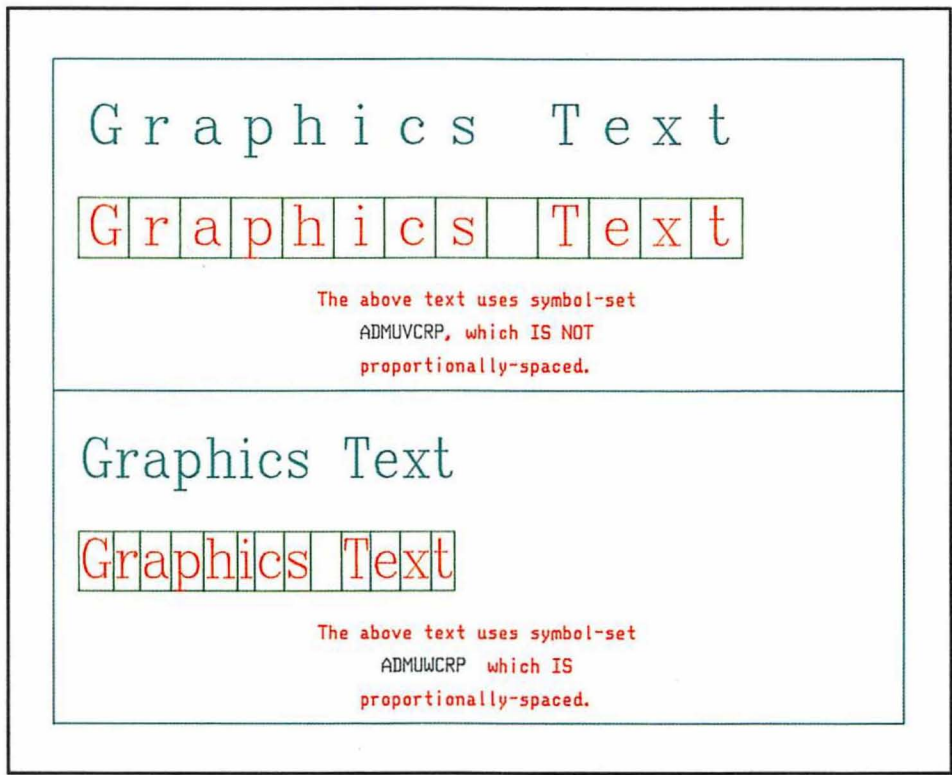 Graphics Text
Graphics Text
The above text uses symbol-set
ADMUVCRP, which IS NOT
proportionally-spaced.
Graphics Text
Graphics Text
The above text uses symbol-set
ADMUWCRP which IS
proportionally-spaced.